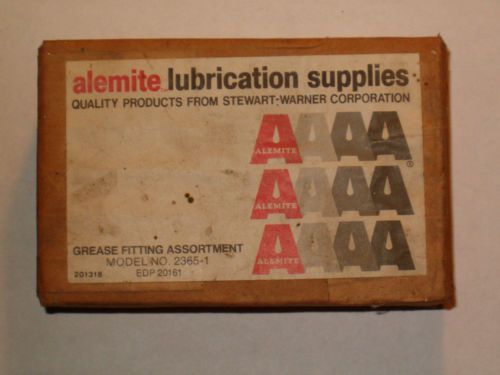 alemite lubrication supplies
QUALITY PRODUCTS FROM STEWART-WARNER CORPORATION
A A A A
ALEMITE
®
A A A A
ALEMITE
A A A A
ALEMITE
GREASE FITTING ASSORTMENT
MODEL NO. 2365-1
201318 EDP 20161